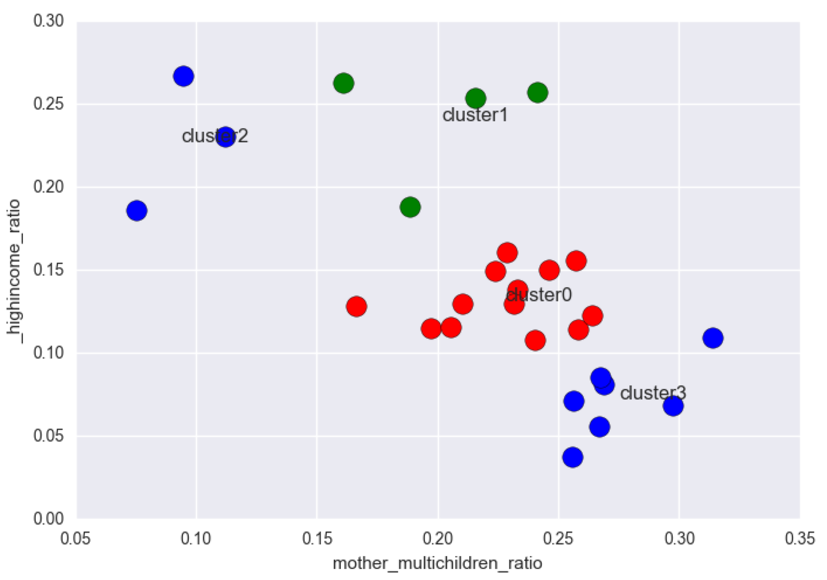 0.30
0.25
cluster1
cluster2
0.20
_highincome_ratio
0.15
cluster0
0.10
cluster3
0.05
0.00
0.05 0.10 0.15 0.20 0.25 0.30 0.35
mother_multichildren_ratio